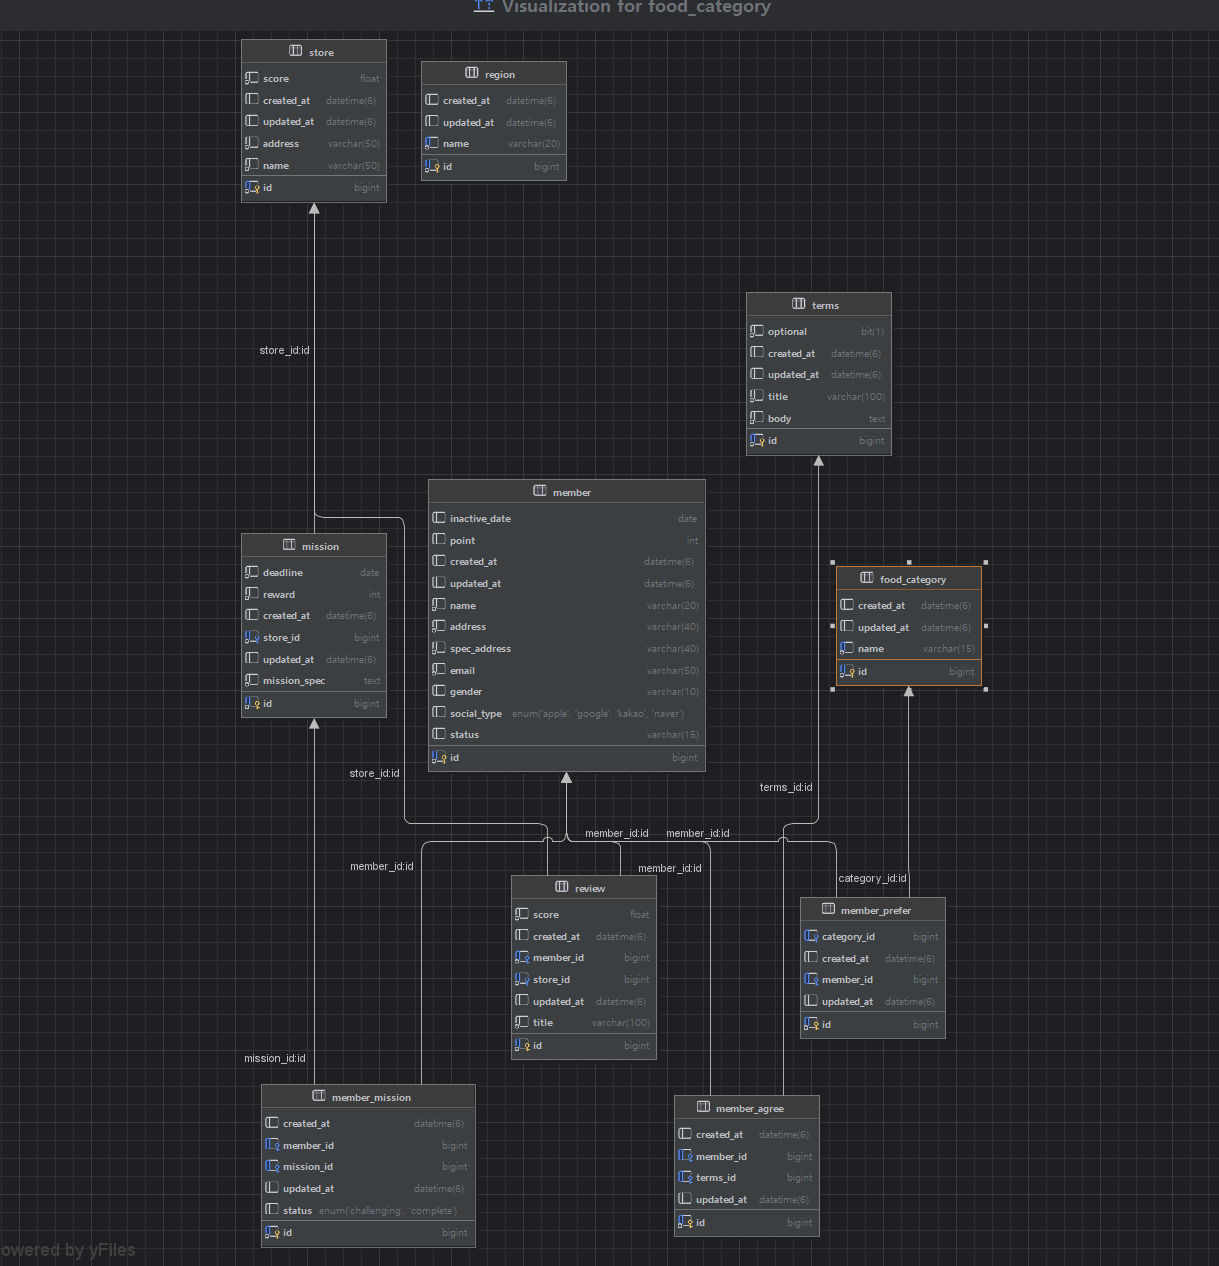 Visualization for food_category
store
score float
created_at datetime(6)
updated_at datetime(6)
address varchar(50)
name varchar(50)
id bigint
region
created_at datetime(6)
updated_at datetime(6)
name varchar(20)
id bigint
store_id:id
terms
optional bit(1)
created_at datetime(6)
updated_at datetime(6)
title varchar(100)
body text
id bigint
member
inactive_date date
point int
created_at datetime(6)
updated_at datetime(6)
name varchar(20)
address varchar(40)
spec_address varchar(40)
email varchar(50)
gender varchar(10)
social_type enum('apple', 'google', 'kakao', 'naver')
status varchar(15)
id bigint
mission
deadline date
reward int
created_at datetime(6)
store_id bigint
updated_at datetime(6)
mission_spec text
id bigint
food_category
created_at datetime(6)
updated_at datetime(6)
name varchar(15)
id bigint
store_id:id
terms_id:id
member_id:id
member_id:id
member_id:id
member_id:id
category_id:id
review
score float
created_at datetime(6)
member_id bigint
store_id bigint
updated_at datetime(6)
title varchar(100)
id bigint
member_prefer
category_id bigint
created_at datetime(6)
member_id bigint
updated_at datetime(6)
id bigint
mission_id:id
member_mission
created_at datetime(6)
member_id bigint
mission_id bigint
updated_at datetime(6)
status enum('challenging', 'complete')
id bigint
member_agree
created_at datetime(6)
member_id bigint
terms_id bigint
updated_at datetime(6)
id bigint
owered by yFiles